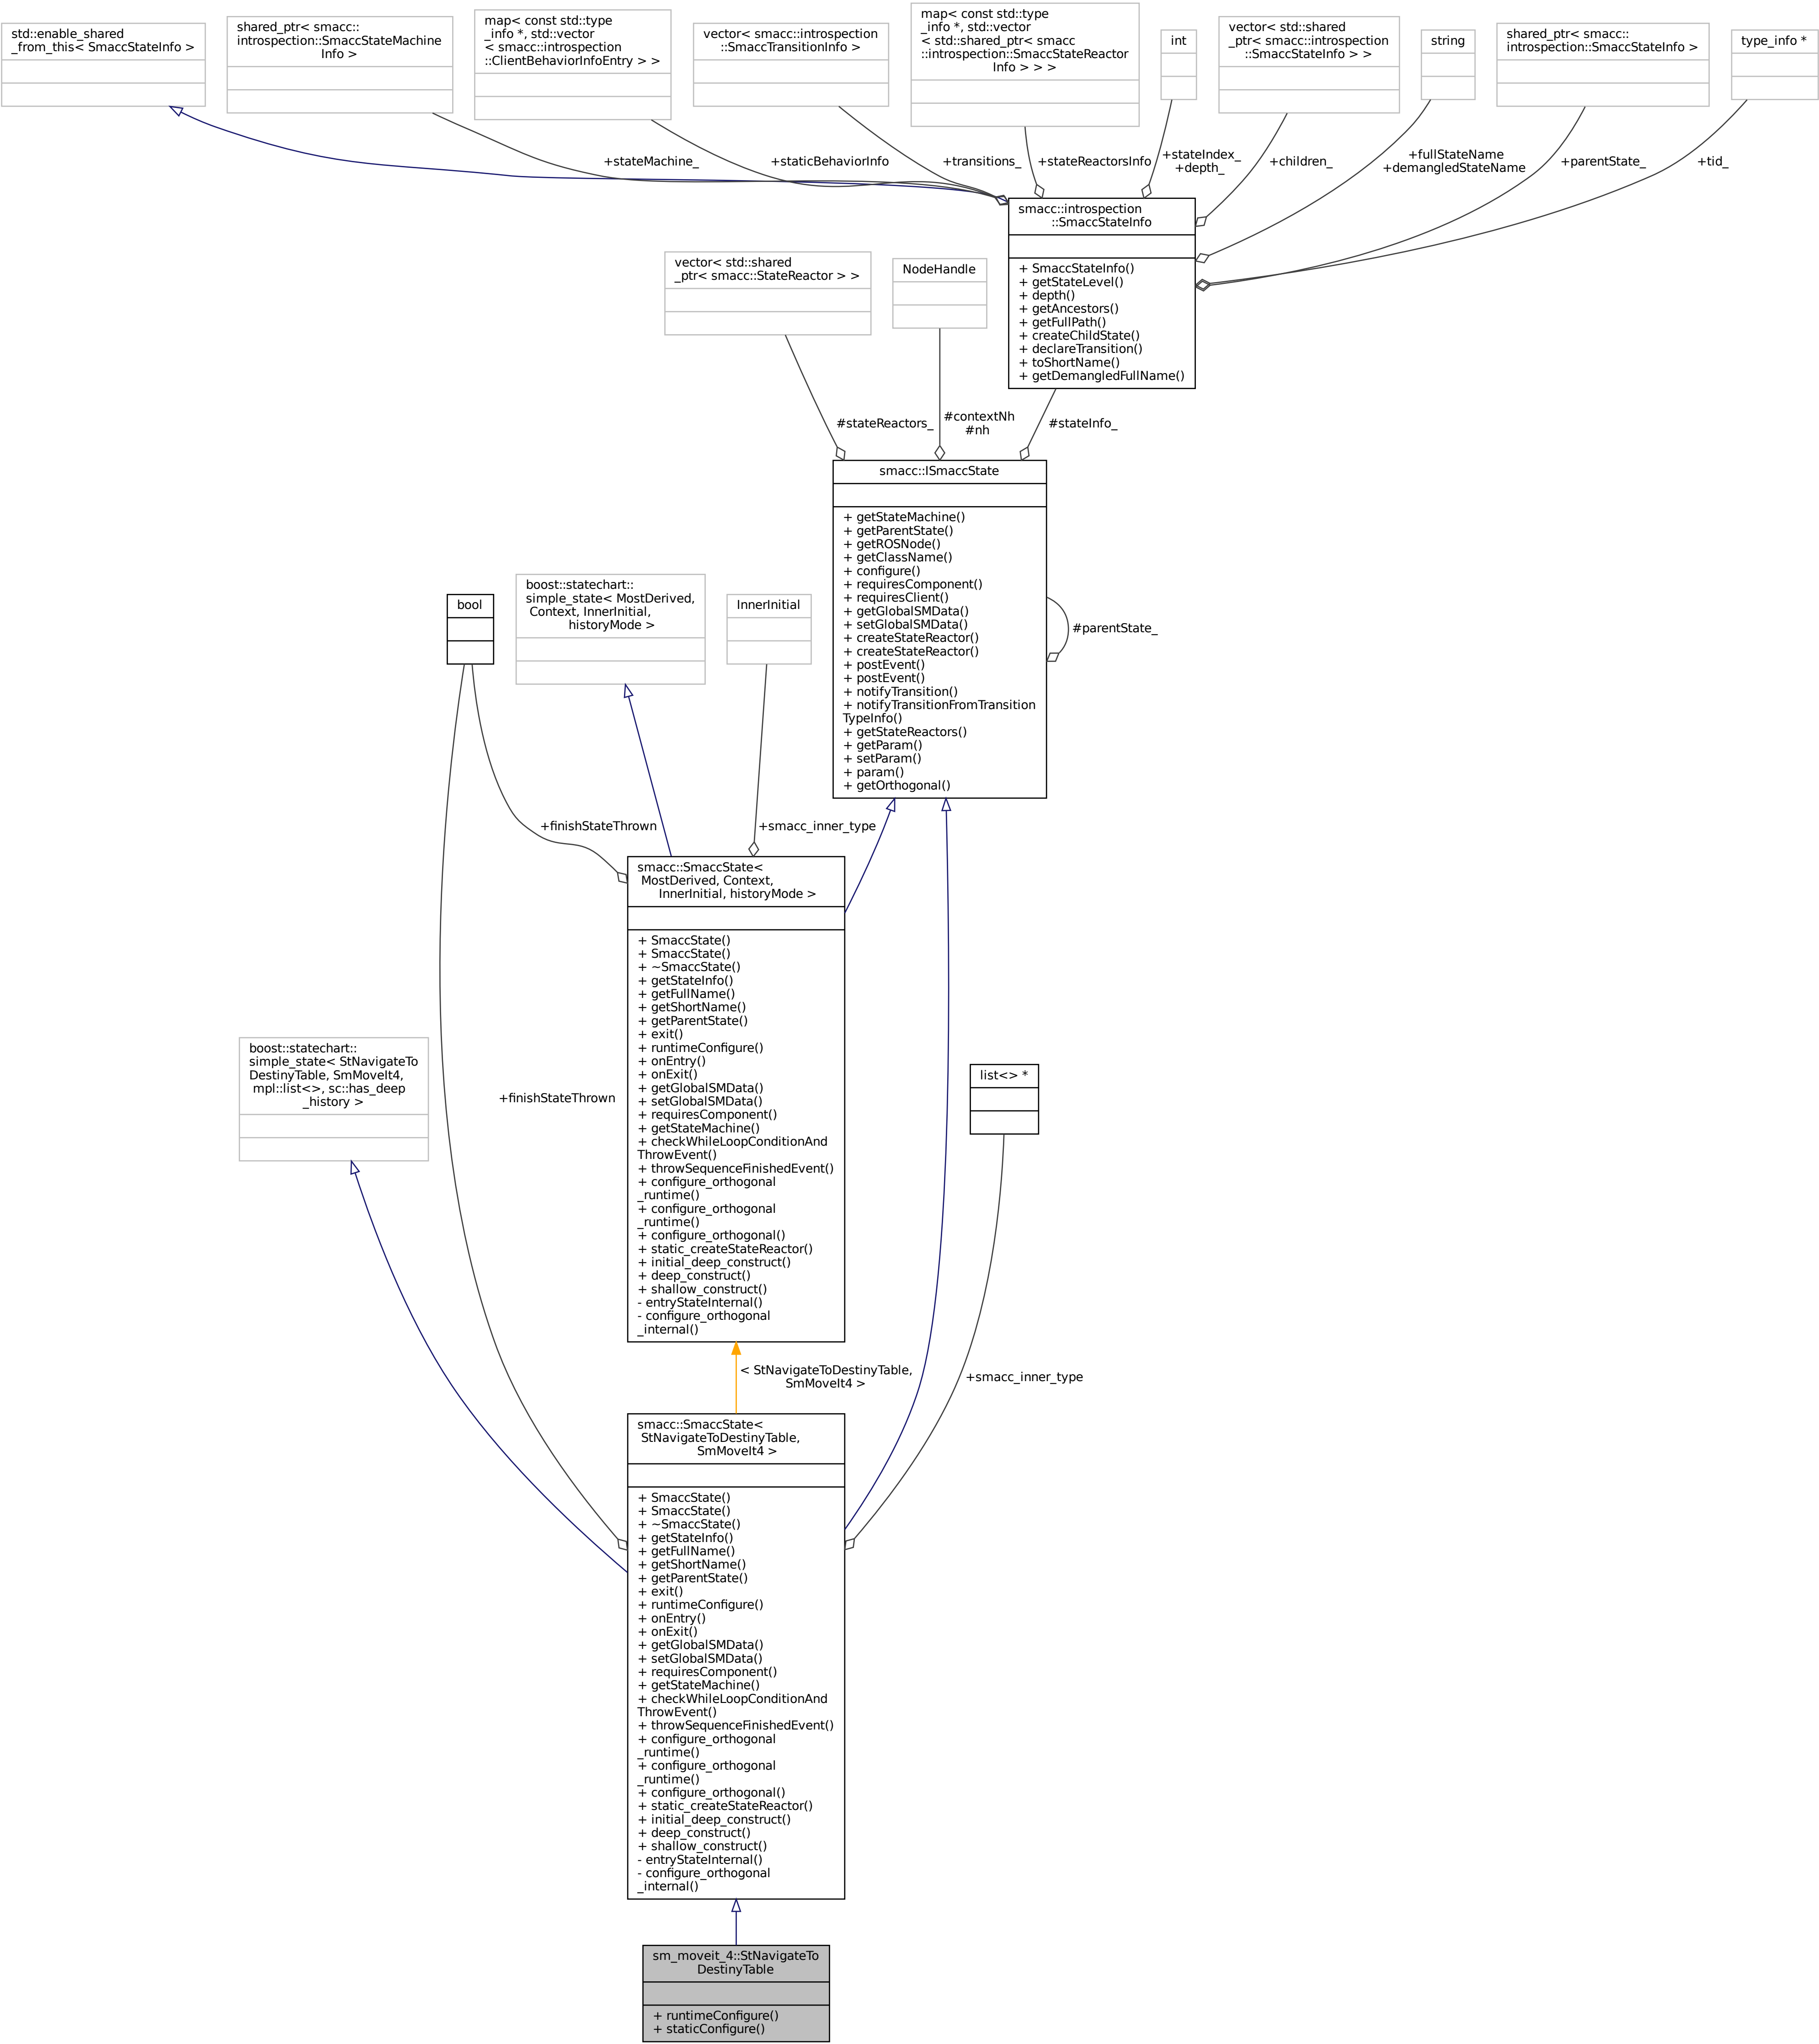 std::enable_shared
_from_this< SmaccStateInfo >
shared_ptr< smacc::
introspection::SmaccStateMachine
Info >
map< const std::type
_info *, std::vector
< smacc::introspection
::ClientBehaviorInfoEntry > >
vector< smacc::introspection
::SmaccTransitionInfo >
map< const std::type
_info *, std::vector
< std::shared_ptr< smacc
::introspection::SmaccStateReactor
Info > > >
int
vector< std::shared
_ptr< smacc::introspection
::SmaccStateInfo > >
string
shared_ptr< smacc::
introspection::SmaccStateInfo >
type_info *
+stateMachine_
+staticBehaviorInfo
+transitions_
+stateReactorsInfo
+stateIndex_
+depth_
+children_
+fullStateName
+demangledStateName
+parentState_
+tid_
smacc::introspection
::SmaccStateInfo
+ SmaccStateInfo()
+ getStateLevel()
+ depth()
+ getAncestors()
+ getFullPath()
+ createChildState()
+ declareTransition()
+ toShortName()
+ getDemangledFullName()
vector< std::shared
_ptr< smacc::StateReactor > >
NodeHandle
#stateReactors_
#contextNh
#nh
#stateInfo_
smacc::ISmaccState
+ getStateMachine()
+ getParentState()
+ getROSNode()
+ getClassName()
+ configure()
+ requiresComponent()
+ requiresClient()
+ getGlobalSMData()
+ setGlobalSMData()
+ createStateReactor()
+ createStateReactor()
+ postEvent()
+ postEvent()
+ notifyTransition()
+ notifyTransitionFromTransition
TypeInfo()
+ getStateReactors()
+ getParam()
+ setParam()
+ param()
+ getOrthogonal()
#parentState_
bool
boost::statechart::
simple_state< MostDerived,
Context, InnerInitial,
historyMode >
InnerInitial
+finishStateThrown
+smacc_inner_type
smacc::SmaccState<
MostDerived, Context,
InnerInitial, historyMode >
+ SmaccState()
+ SmaccState()
+ ~SmaccState()
+ getStateInfo()
+ getFullName()
+ getShortName()
+ getParentState()
+ exit()
+ runtimeConfigure()
+ onEntry()
+ onExit()
+ getGlobalSMData()
+ setGlobalSMData()
+ requiresComponent()
+ getStateMachine()
+ checkWhileLoopConditionAnd
ThrowEvent()
+ throwSequenceFinishedEvent()
+ configure_orthogonal
_runtime()
+ configure_orthogonal
_runtime()
+ configure_orthogonal()
+ static_createStateReactor()
+ initial_deep_construct()
+ deep_construct()
+ shallow_construct()
- entryStateInternal()
- configure_orthogonal
_internal()
boost::statechart::
simple_state< StNavigateTo
DestinyTable, SmMoveIt4,
mpl::list<>, sc::has_deep
_history >
+finishStateThrown
list<> *
< StNavigateToDestinyTable,
SmMoveIt4 >
+smacc_inner_type
smacc::SmaccState<
StNavigateToDestinyTable,
SmMoveIt4 >
+ SmaccState()
+ SmaccState()
+ ~SmaccState()
+ getStateInfo()
+ getFullName()
+ getShortName()
+ getParentState()
+ exit()
+ runtimeConfigure()
+ onEntry()
+ onExit()
+ getGlobalSMData()
+ setGlobalSMData()
+ requiresComponent()
+ getStateMachine()
+ checkWhileLoopConditionAnd
ThrowEvent()
+ throwSequenceFinishedEvent()
+ configure_orthogonal
_runtime()
+ configure_orthogonal
_runtime()
+ configure_orthogonal()
+ static_createStateReactor()
+ initial_deep_construct()
+ deep_construct()
+ shallow_construct()
- entryStateInternal()
- configure_orthogonal
_internal()
sm_moveit_4::StNavigateTo
DestinyTable
+ runtimeConfigure()
+ staticConfigure()